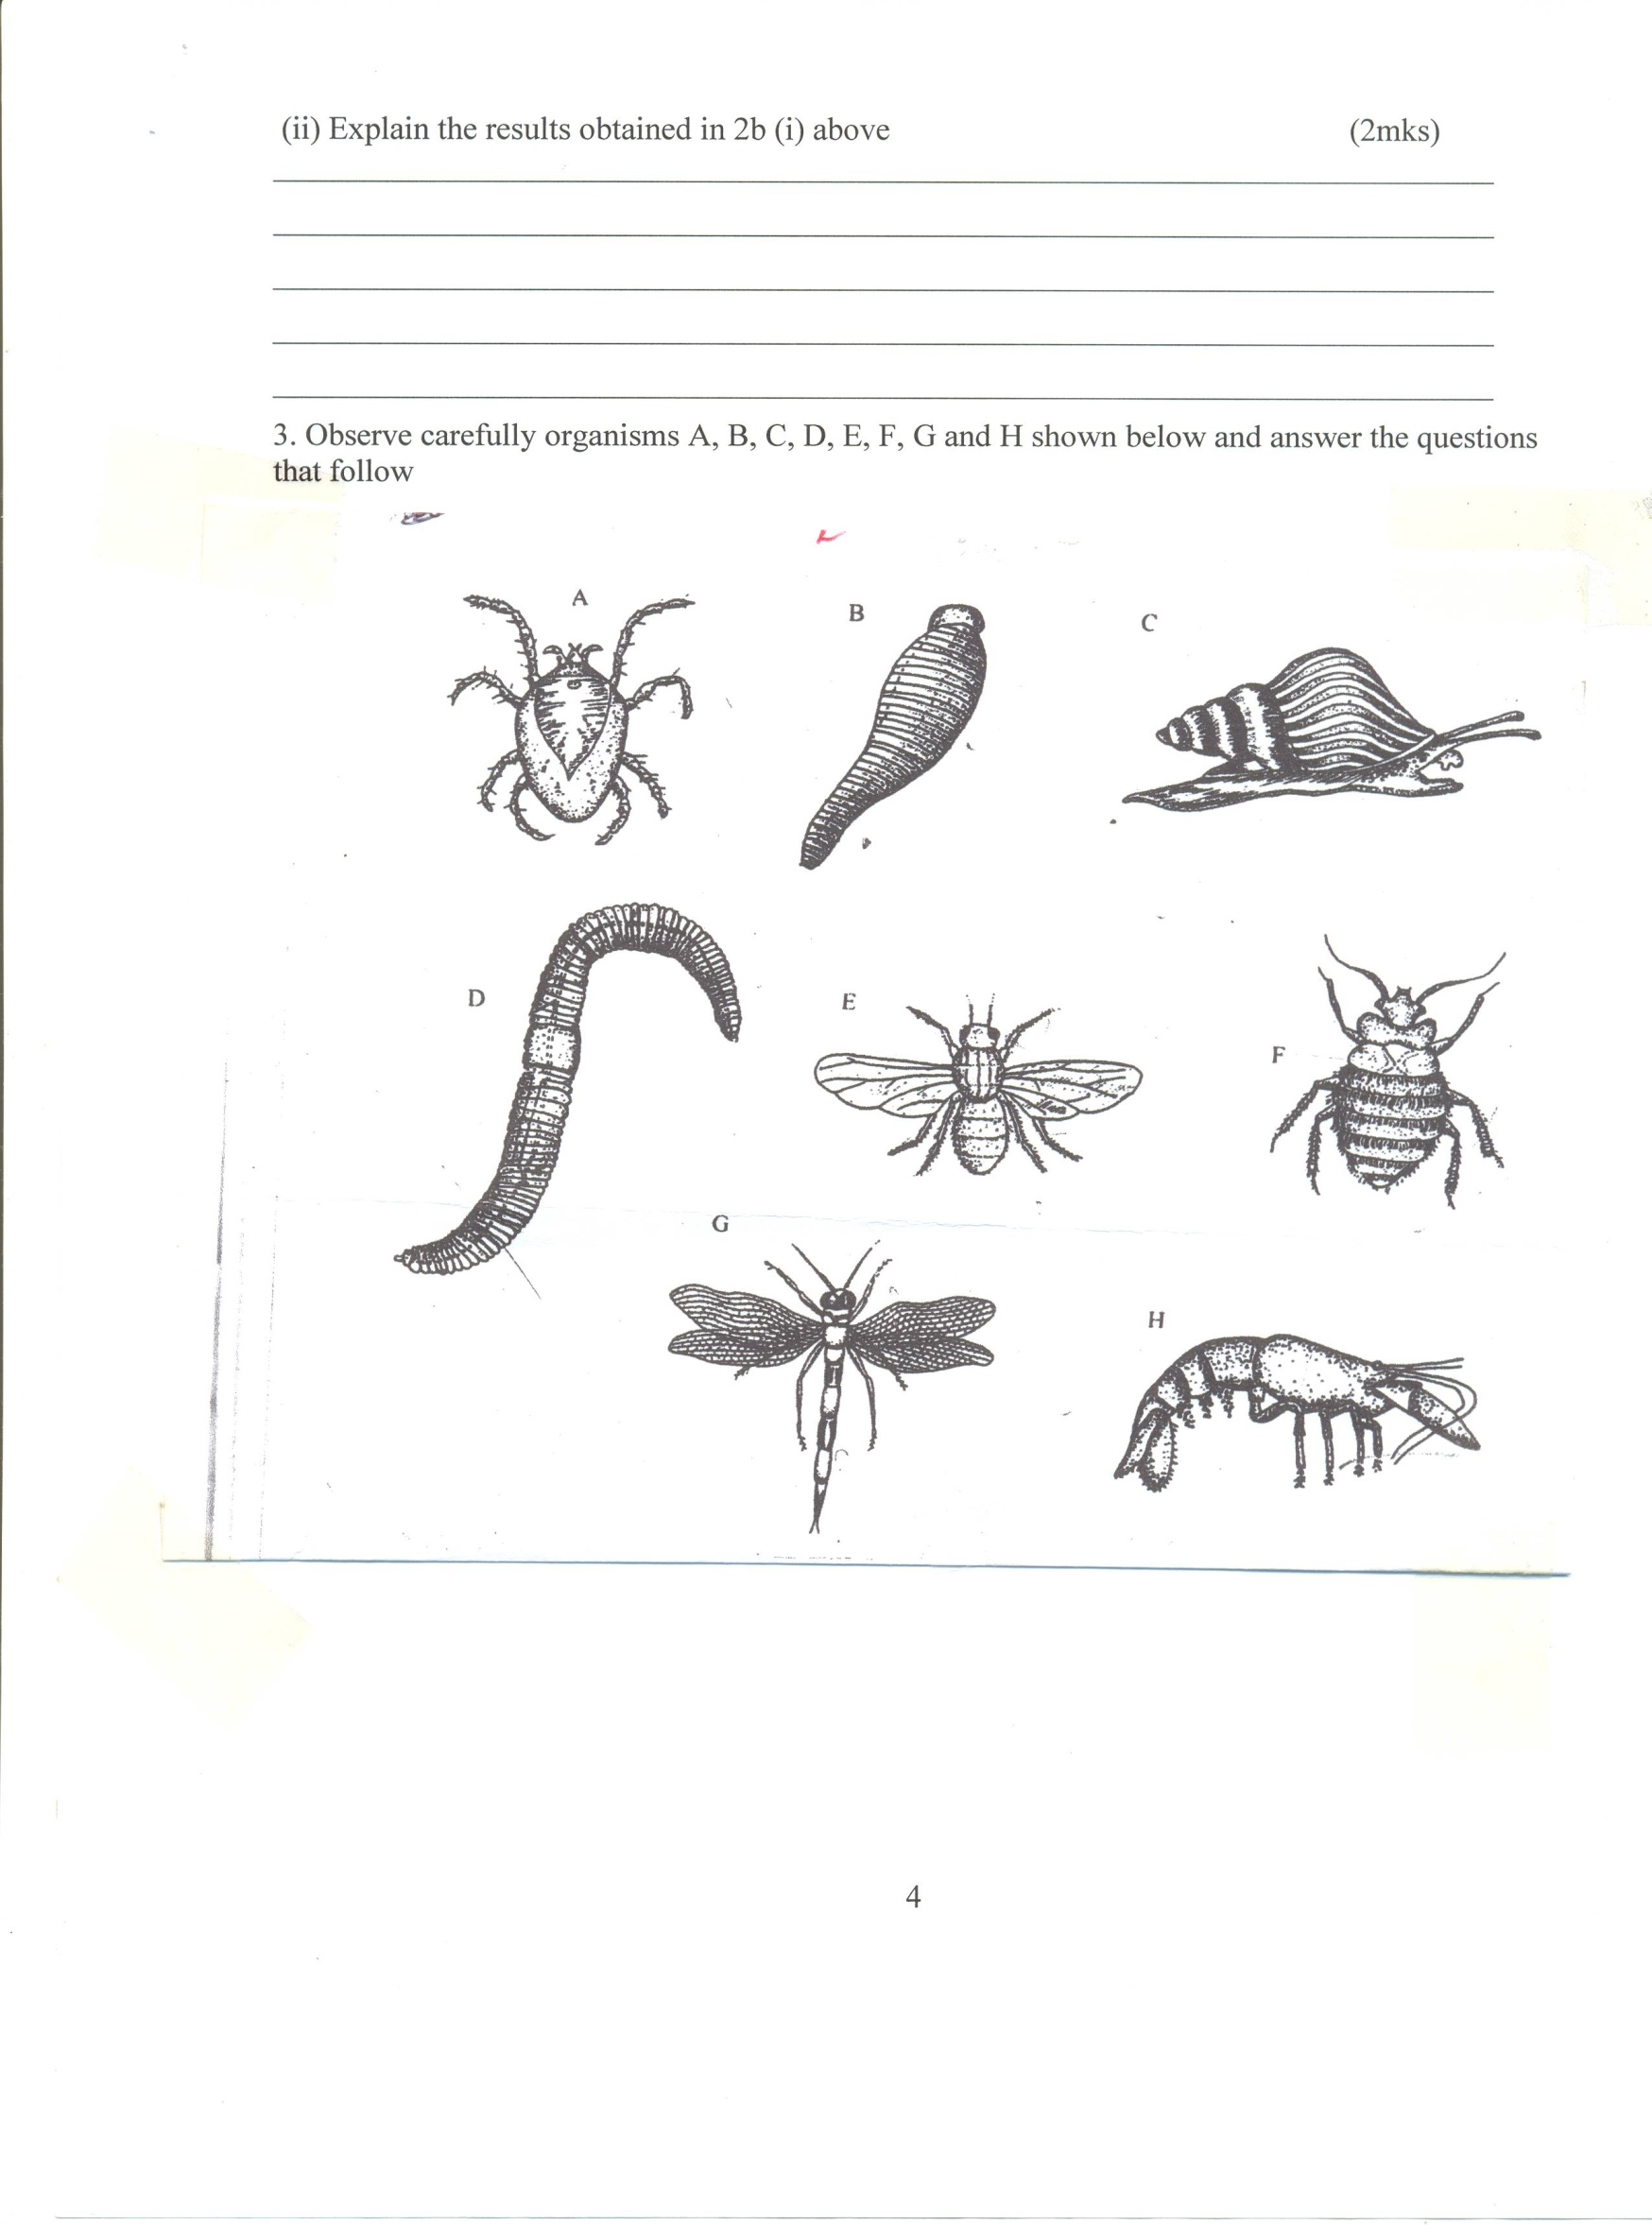 (ii) Explain the results obtained in 2b (i) above (2mks)
3. Observe carefully organisms A, B, C, D, E, F, G and H shown below and answer the questions
that follow
A
B
C
D
E
F
G
H
4